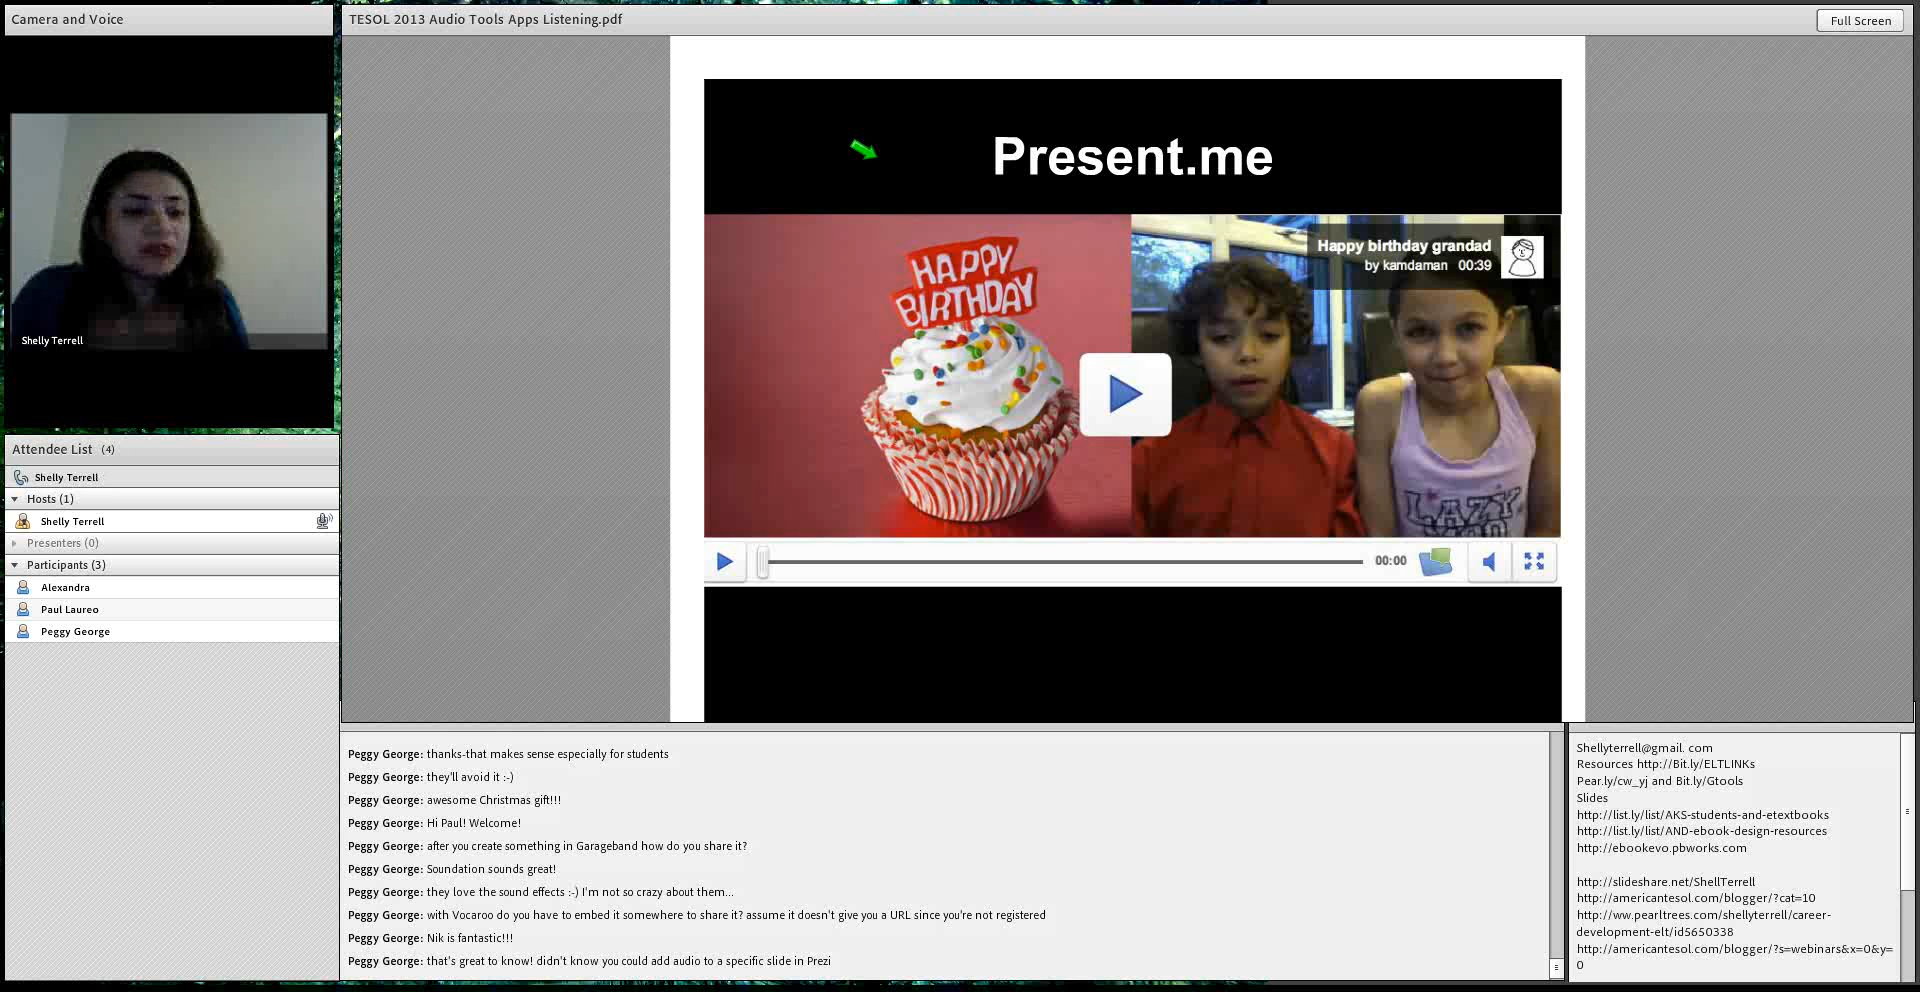 Camera and Voice
Shelly Terrell
Attendee List (4)
Shelly Terrell
Hosts (1)
Shelly Terrell
Presenters (0)
Participants (3)
Alexandra
Paul Laureo
Peggy George
TESOL 2013 Audio Tools Apps Listening.pdf
Full Screen
Present.me
HAPPY
BIRTHDAY
Happy birthday grandad
by kamdaman 00:39
LAZY
00:00
Peggy George: thanks-that makes sense especially for students
Peggy George: they'll avoid it :-)
Peggy George: awesome Christmas gift!!!
Peggy George: Hi Paul! Welcome!
Peggy George: after you create something in Garageband how do you share it?
Peggy George: Soundation sounds great!
Peggy George: they love the sound effects :-) I'm not so crazy about them...
Peggy George: with Vocaroo do you have to embed it somewhere to share it? assume it doesn't give you a URL since you're not registered
Peggy George: Nik is fantastic!!!
Peggy George: that's great to know! didn't know you could add audio to a specific slide in Prezi
Shellyterrell@gmail. com
Resources http://Bit.ly/ELTLINKs
Pear.ly/cw_yj and Bit.ly/Gtools
Slides
http://list.ly/list/AKS-students-and-etextbooks
http://list.ly/list/AND-ebook-design-resources
http://ebookevo.pbworks.com
http://slideshare.net/ShellTerrell
http://americantesol.com/blogger/?cat=10
http://ww.pearltrees.com/shellyterrell/career-
development-elt/id5650338
http://americantesol.com/blogger/?s=webinars&x=0&y=
0